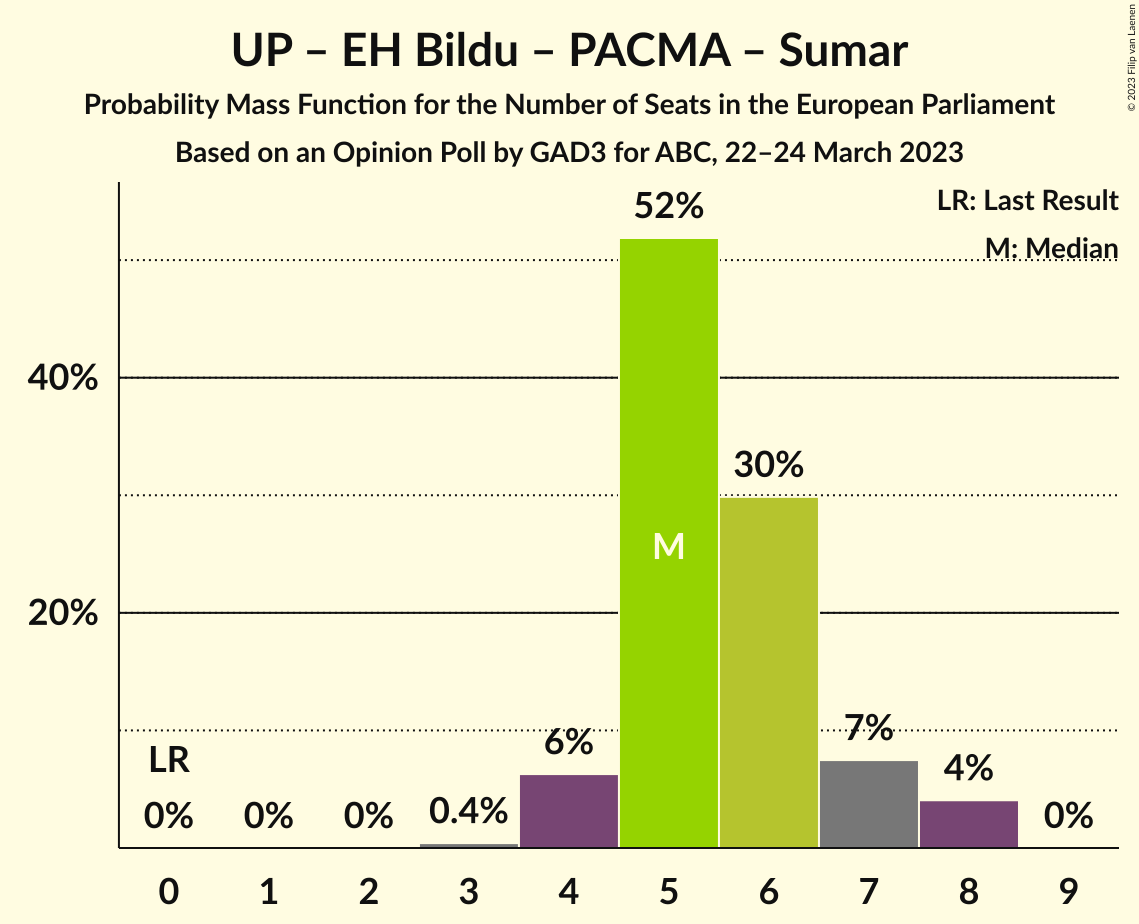 UP – EH Bildu – PACMA – Sumar
Probability Mass Function for the Number of Seats in the European Parliament
Based on an Opinion Poll by GAD3 for ABC, 22–24 March 2023
© 2023 Filip van Laenen
LR: Last Result
M: Median
52%
40%
30%
M
20%
LR
0%
0%
0%
0.4%
6%
7%
4%
0%
0 1 2 3 4 5 6 7 8 9